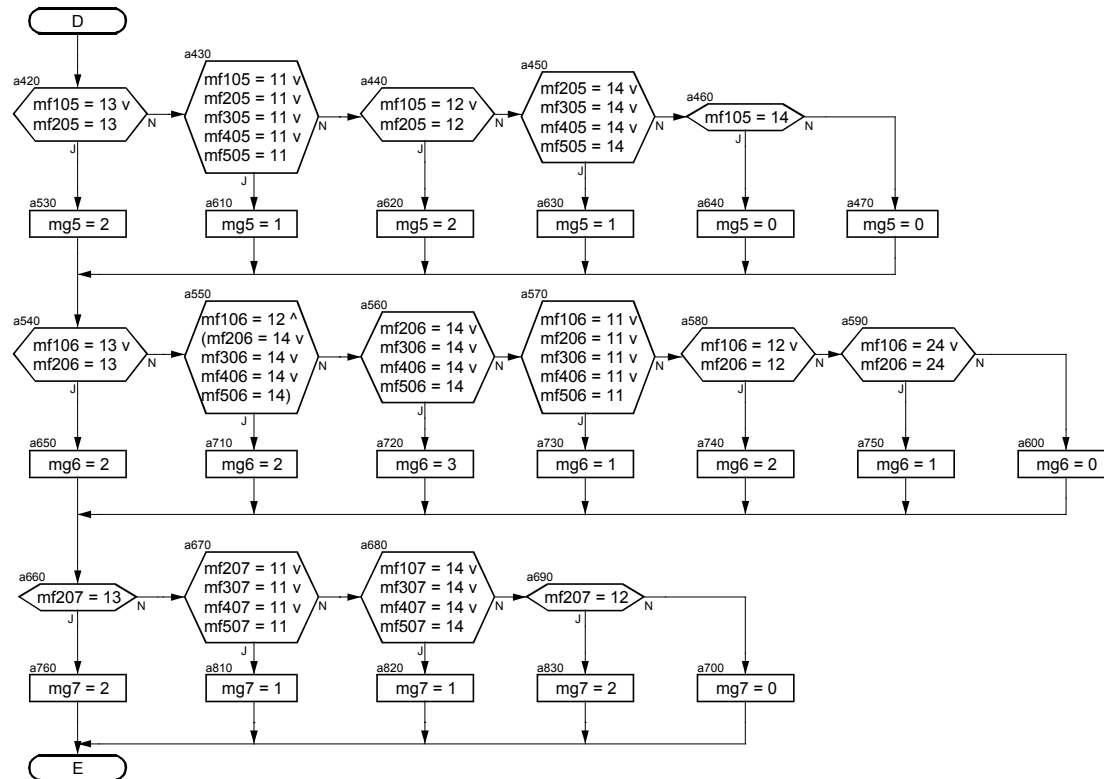 D
a420
mf105 = 13 v
mf205 = 13
N
J
a430
mf105 = 11 v
mf205 = 11 v
mf305 = 11 v
mf405 = 11 v
mf505 = 11
N
J
a440
mf105 = 12 v
mf205 = 12
N
J
a450
mf205 = 14 v
mf305 = 14 v
mf405 = 14 v
mf505 = 14
N
J
a460
mf105 = 14
N
J
a530
mg5 = 2
a610
mg5 = 1
a620
mg5 = 2
a630
mg5 = 1
a640
mg5 = 0
a470
mg5 = 0
a540
mf106 = 13 v
mf206 = 13
N
J
a550
mf106 = 12 ^
(mf206 = 14 v
mf306 = 14 v
mf406 = 14 v
mf506 = 14)
N
J
a560
mf206 = 14 v
mf306 = 14 v
mf406 = 14 v
mf506 = 14
N
J
a570
mf106 = 11 v
mf206 = 11 v
mf306 = 11 v
mf406 = 11 v
mf506 = 11
N
J
a580
mf106 = 12 v
mf206 = 12
N
J
a590
mf106 = 24 v
mf206 = 24
N
J
a650
mg6 = 2
a710
mg6 = 2
a720
mg6 = 3
a730
mg6 = 1
a740
mg6 = 2
a750
mg6 = 1
a600
mg6 = 0
a660
mf207 = 13
N
J
a670
mf207 = 11 v
mf307 = 11 v
mf407 = 11 v
mf507 = 11
N
J
a680
mf107 = 14 v
mf307 = 14 v
mf407 = 14 v
mf507 = 14
N
J
a690
mf207 = 12
N
J
a760
mg7 = 2
a810
mg7 = 1
a820
mg7 = 1
a830
mg7 = 2
a700
mg7 = 0
E